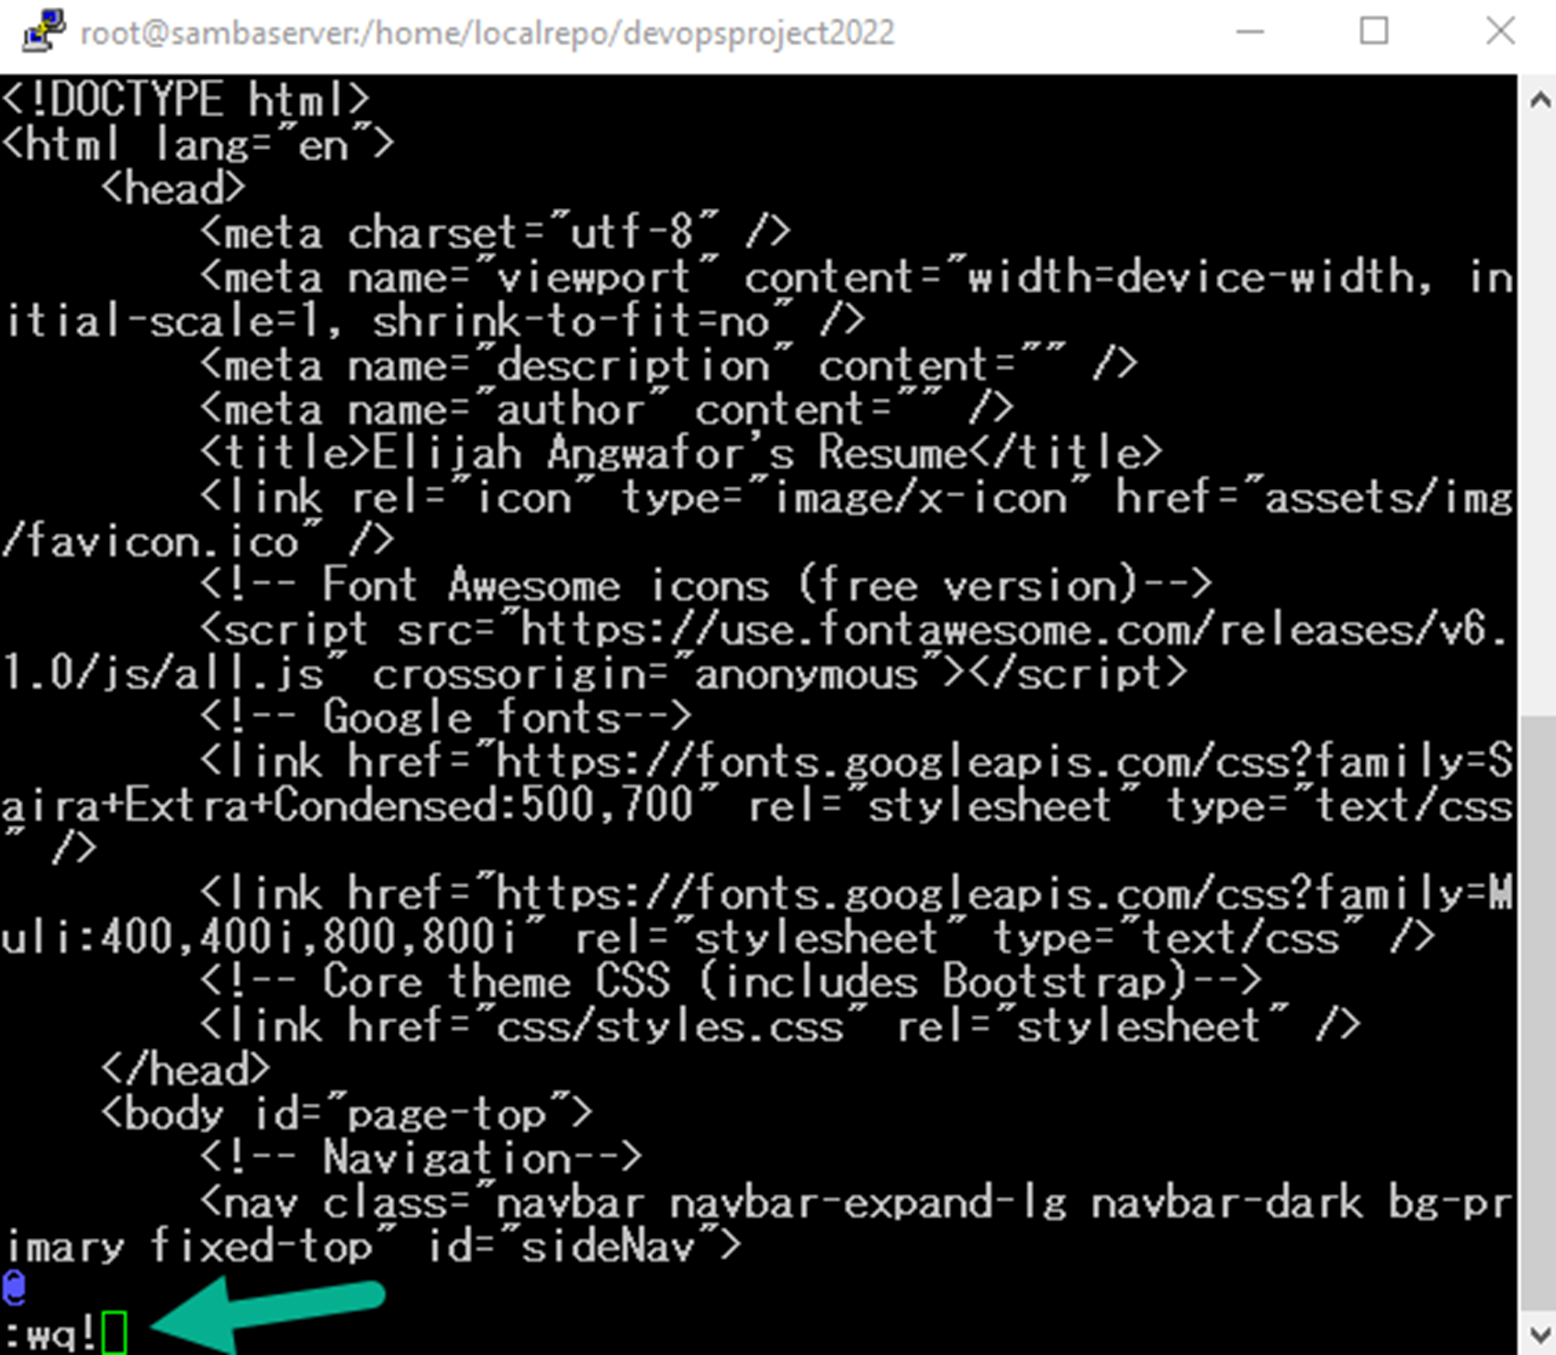 root@sambaserver:/home/localrepo/devopsproject2022
<!DOCTYPE html>
<html lang="en">
    <head>
        <meta charset="utf-8" />
        <meta name="viewport" content="width=device-width, in
itial-scale=1, shrink-to-fit=no" />
        <meta name="description" content="" />
        <meta name="author" content="" />
        <title>Elijah Angwafor's Resume</title>
        <link rel="icon" type="image/x-icon" href="assets/img
/favicon.ico" />
        <!-- Font Awesome icons (free version)-->
        <script src="https://use.fontawesome.com/releases/v6.
1.0/js/all.js" crossorigin="anonymous"></script>
        <!-- Google fonts-->
        <link href="https://fonts.googleapis.com/css?family=S
aira+Extra+Condensed:500,700" rel="stylesheet" type="text/css
" />
        <link href="https://fonts.googleapis.com/css?family=M
uli:400,400i,800,800i" rel="stylesheet" type="text/css" />
        <!-- Core theme CSS (includes Bootstrap)-->
        <link href="css/styles.css" rel="stylesheet" />
    </head>
    <body id="page-top">
        <!-- Navigation-->
        <nav class="navbar navbar-expand-lg navbar-dark bg-pr
imary fixed-top" id="sideNav">
@
:wq!